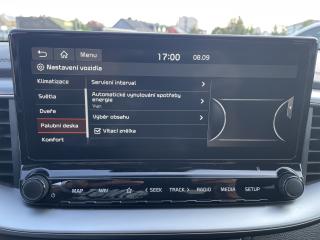 Menu
17:00
08.09
Nastavení vozidla
Klimatizace
Světla
Dveře
Palubní deska
Komfort
Servisní interval
Automatické vynulování spotřeby
energie
Výběr obsahu
Vítací znělka
MAP
NAV
SEEK
TRACK
RADIO
MEDIA
SETUP